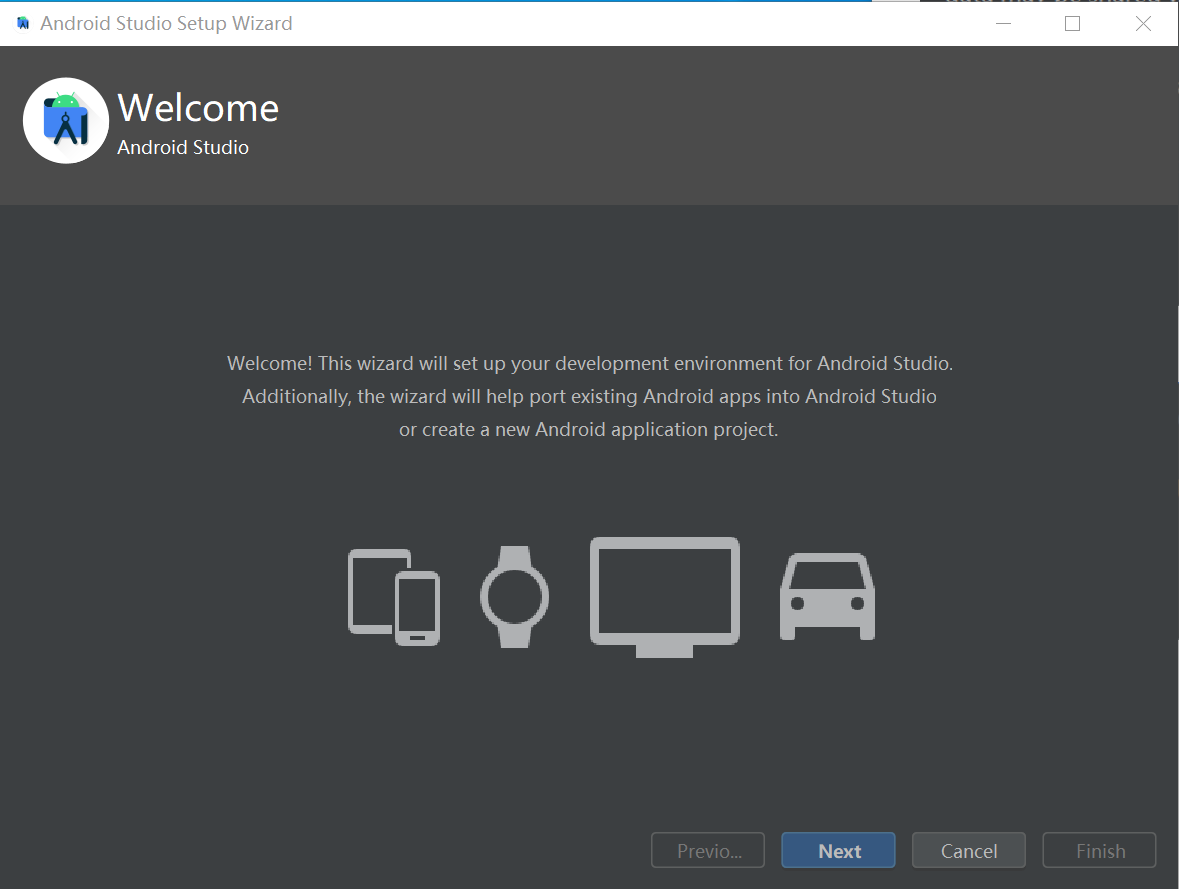 Android Studio Setup Wizard
Welcome
Android Studio
Welcome! This wizard will set up your development environment for Android Studio.
Additionally, the wizard will help port existing Android apps into Android Studio
or create a new Android application project.
Previo... Next Cancel Finish